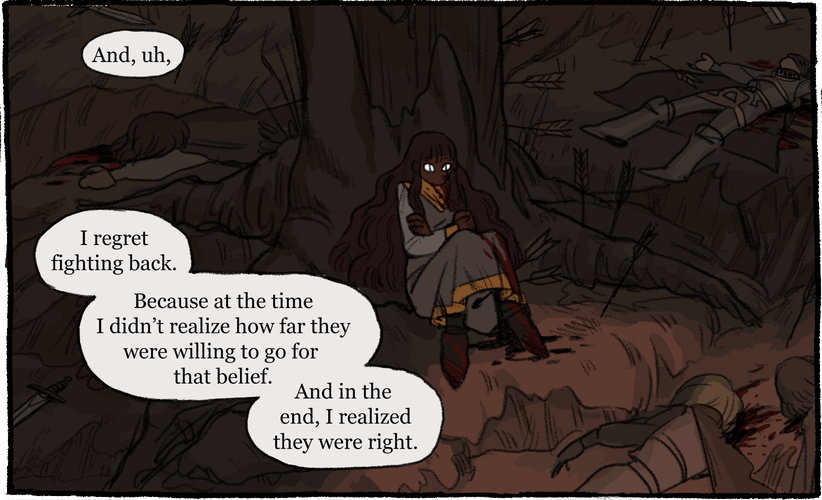 And, uh,
I regret
fighting back.
Because at the time
I didn't realize how far they
were willing to go for
that belief.
And in the
end, I realized
they were right.